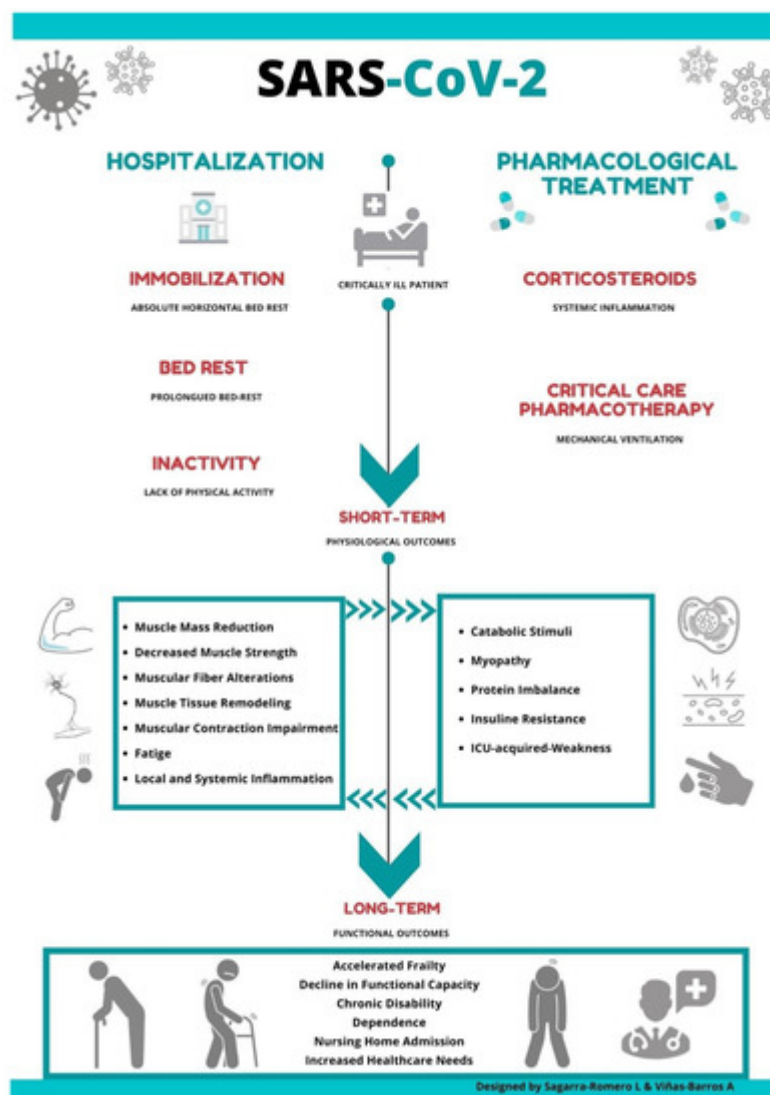 SARS-CoV-2
HOSPITALIZATION
PHARMACOLOGICAL
TREATMENT
IMMOBILIZATION
ABSOLUTE HORIZONTAL BED REST
CRITICALLY ILL PATIENT
CORTICOSTEROIDS
SYSTEMIC INFLAMMATION
BED REST
PROLONGUED BED-REST
CRITICAL CARE
PHARMACOTHERAPY
MECHANICAL VENTILATION
INACTIVITY
LACK OF PHYSICAL ACTIVITY
SHORT-TERM
PHYSIOLOGICAL OUTCOMES
• Muscle Mass Reduction
• Decreased Muscle Strength
• Muscular Fiber Alterations
• Muscle Tissue Remodeling
• Muscular Contraction Impairment
• Fatige
• Local and Systemic Inflammation
• Catabolic Stimuli
• Myopathy
• Protein Imbalance
• Insuline Resistance
• ICU-acquired-Weakness
LONG-TERM
FUNCTIONAL OUTCOMES
Accelerated Frailty
Decline in Functional Capacity
Chronic Disability
Dependence
Nursing Home Admission
Increased Healthcare Needs
Designed by Sagarra-Romero L & Viñas-Barros A